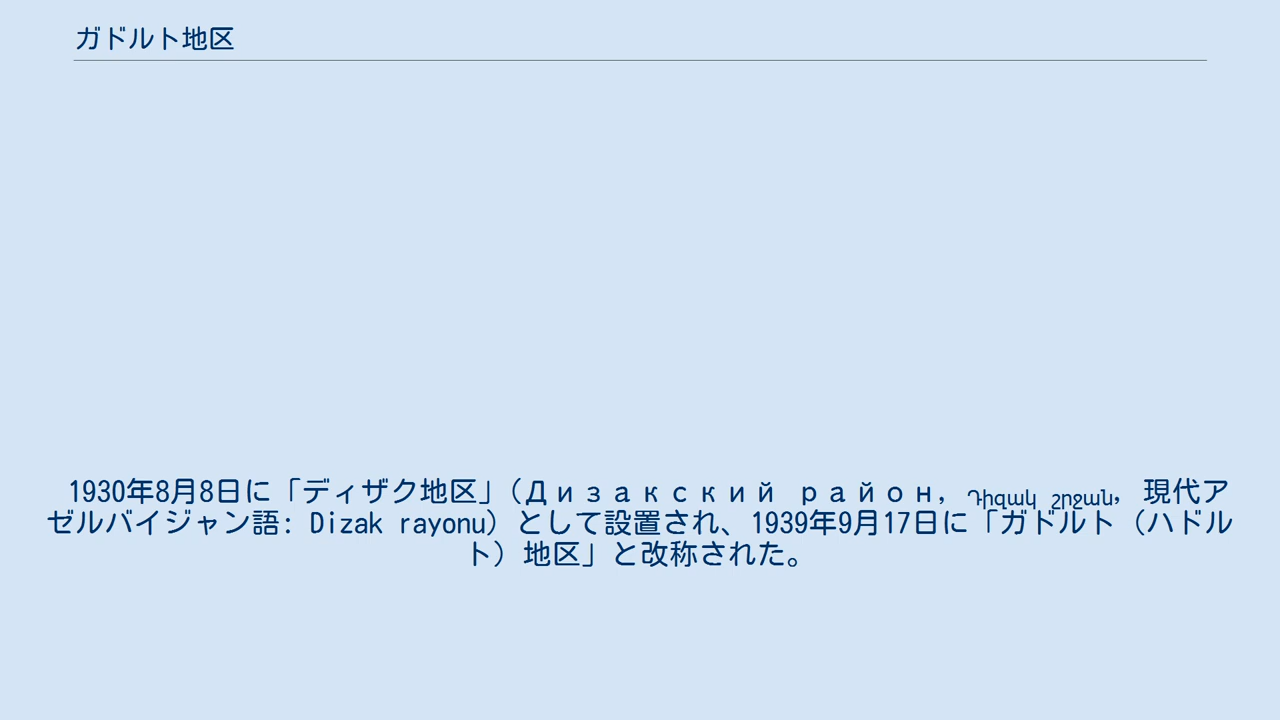 ガドルト地区
1930年8月8日に「ディザク地区」（Дизакский район, Դիզակ շրջան, 現代ア
ゼルバイジャン語: Dizak rayonu）として設置され、1939年9月17日に「ガドルト（ハドル
ト）地区」と改称された。